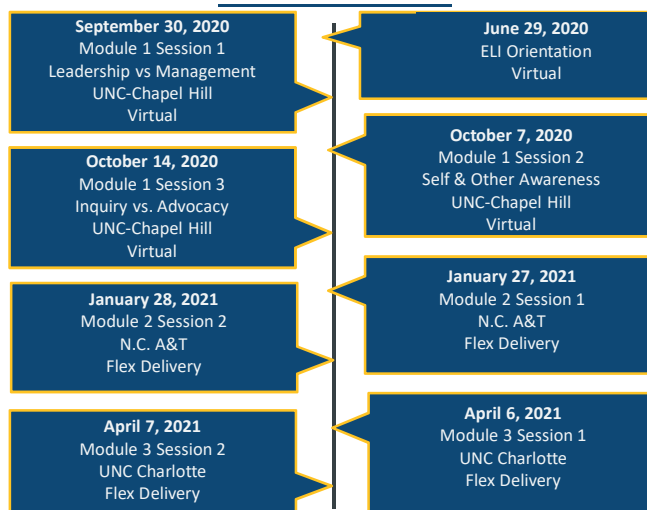 June 29, 2020
ELI Orientation
Virtual
September 30, 2020
Module 1 Session 1
Leadership vs Management
UNC-Chapel Hill
Virtual
October 7, 2020
Module 1 Session 2
Self & Other Awareness
UNC-Chapel Hill
Virtual
October 14, 2020
Module 1 Session 3
Inquiry vs. Advocacy
UNC-Chapel Hill
Virtual
January 27, 2021
Module 2 Session 1
N.C. A&T
Flex Delivery
January 28, 2021
Module 2 Session 2
N.C. A&T
Flex Delivery
April 6, 2021
Module 3 Session 1
UNC Charlotte
Flex Delivery
April 7, 2021
Module 3 Session 2
UNC Charlotte
Flex Delivery